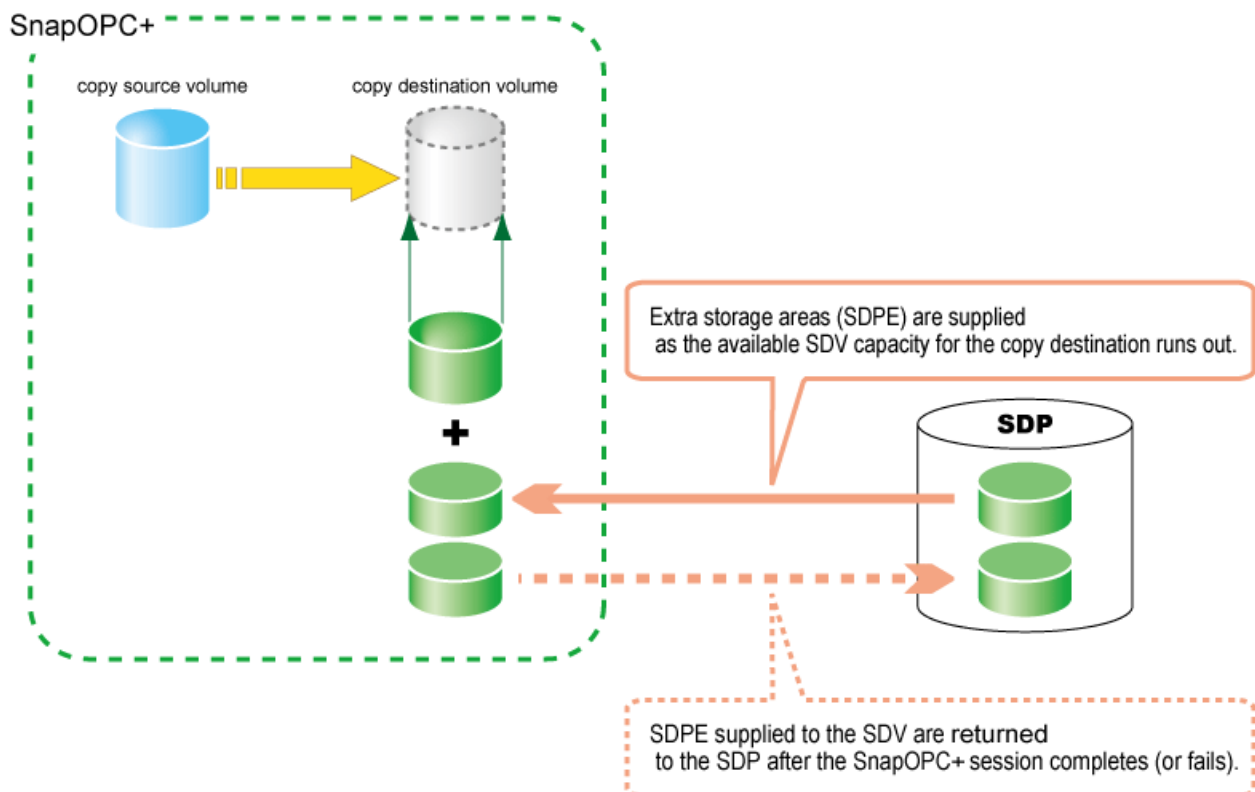 SnapOPC+
copy source volume
copy destination volume
Extra storage areas (SDPE) are supplied
as the available SDV capacity for the copy destination runs out.
SDP
SDPE supplied to the SDV are returned
to the SDP after the SnapOPC+ session completes (or fails).